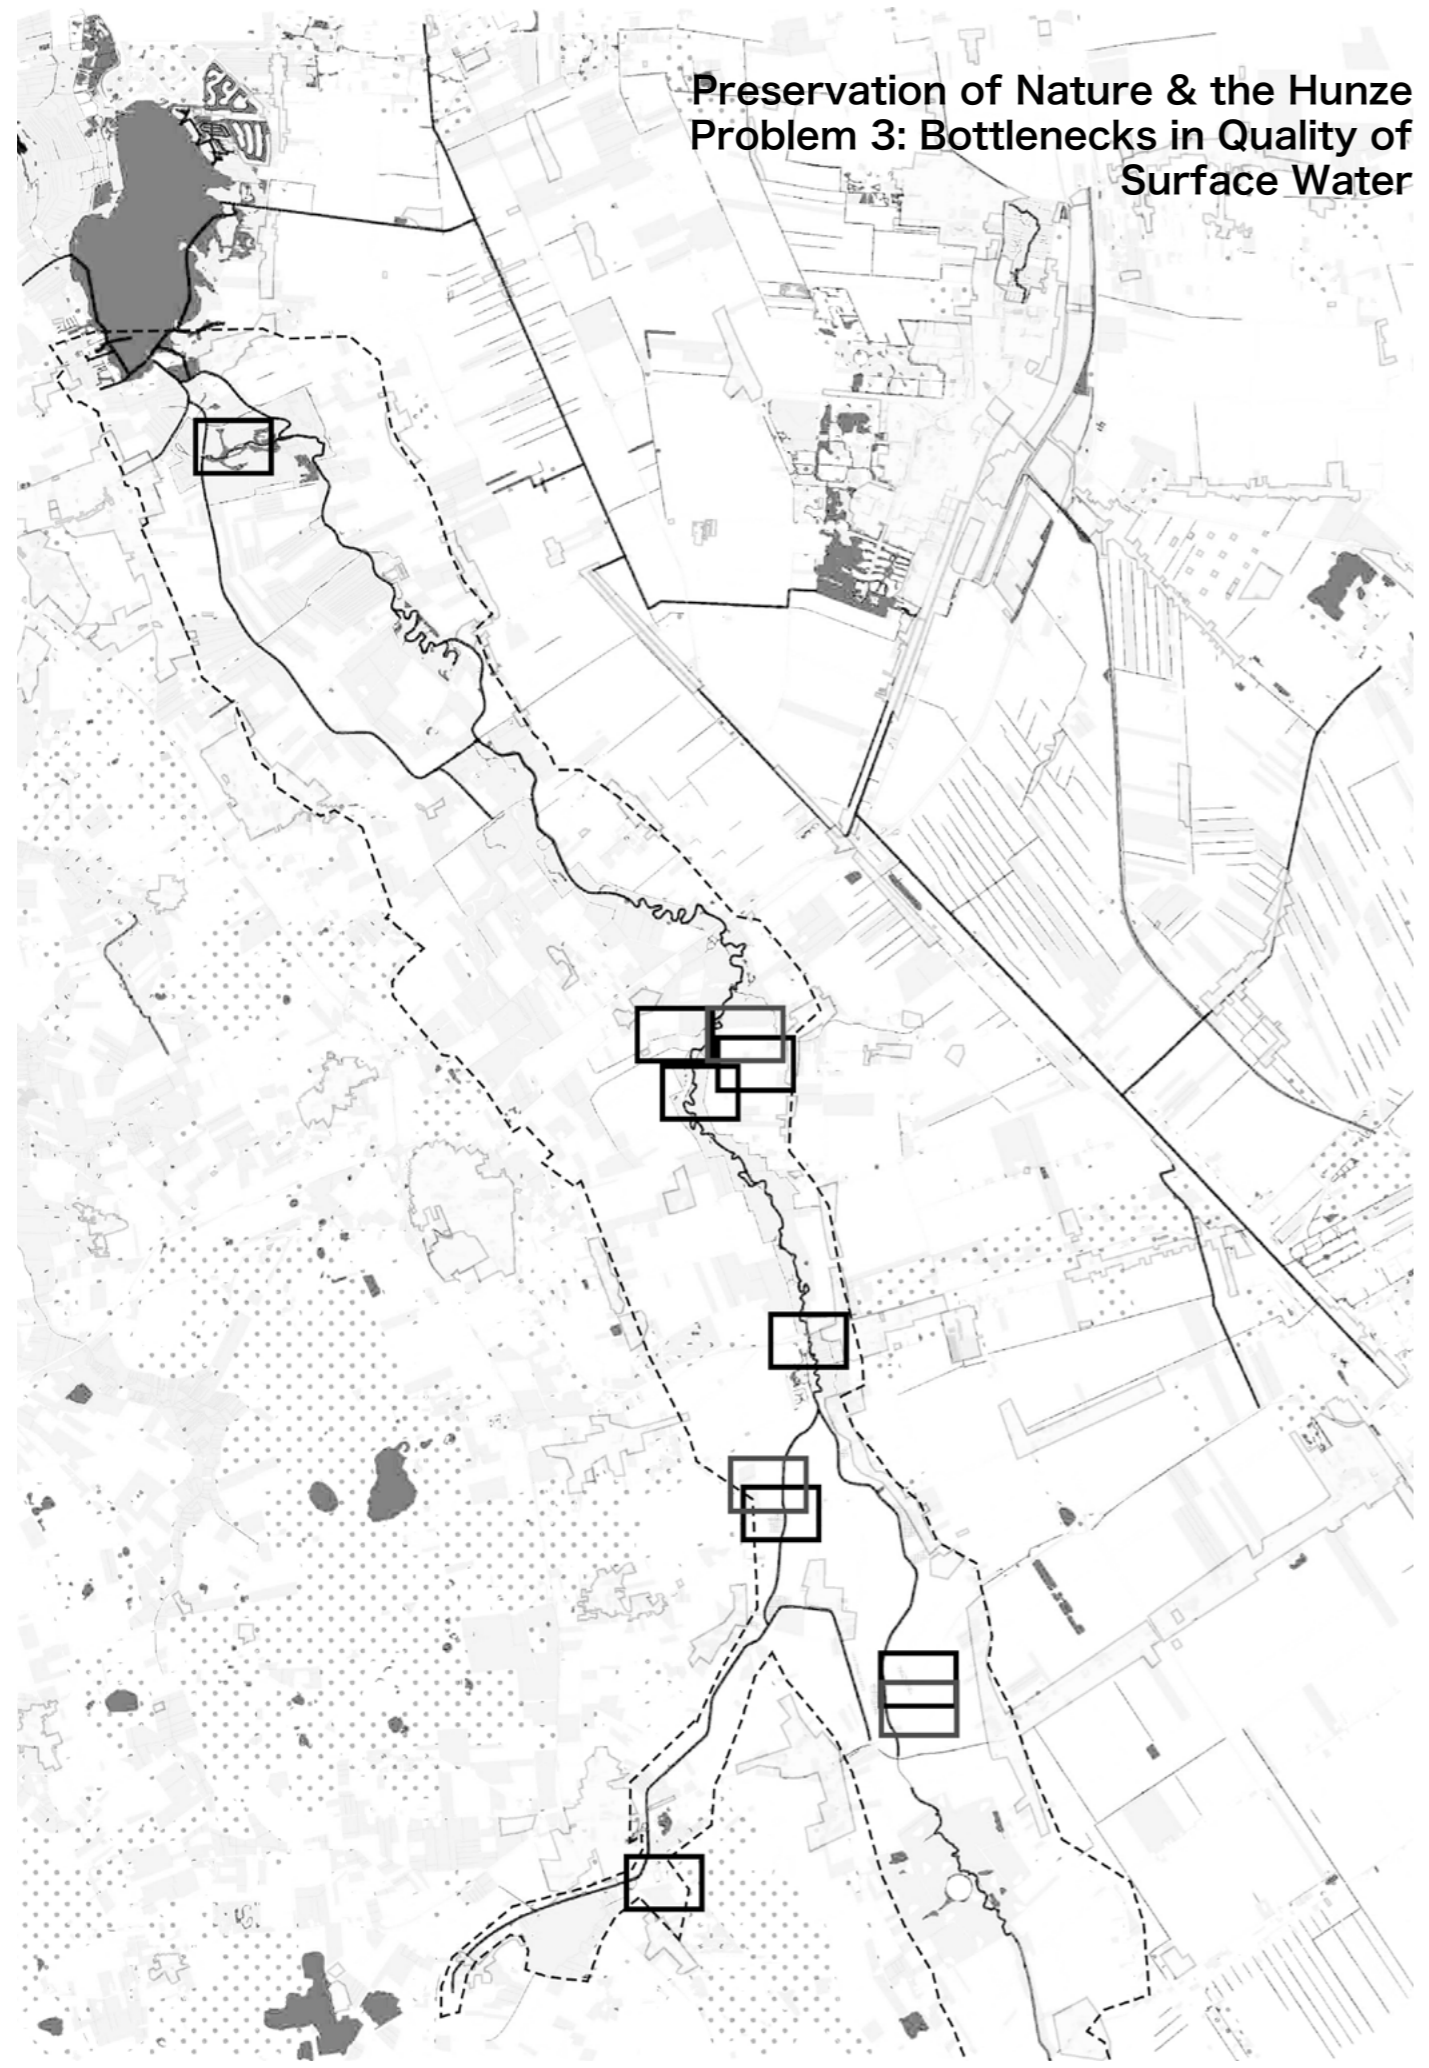 Preservation of Nature & the Hunze
Problem 3: Bottlenecks in Quality of
Surface Water